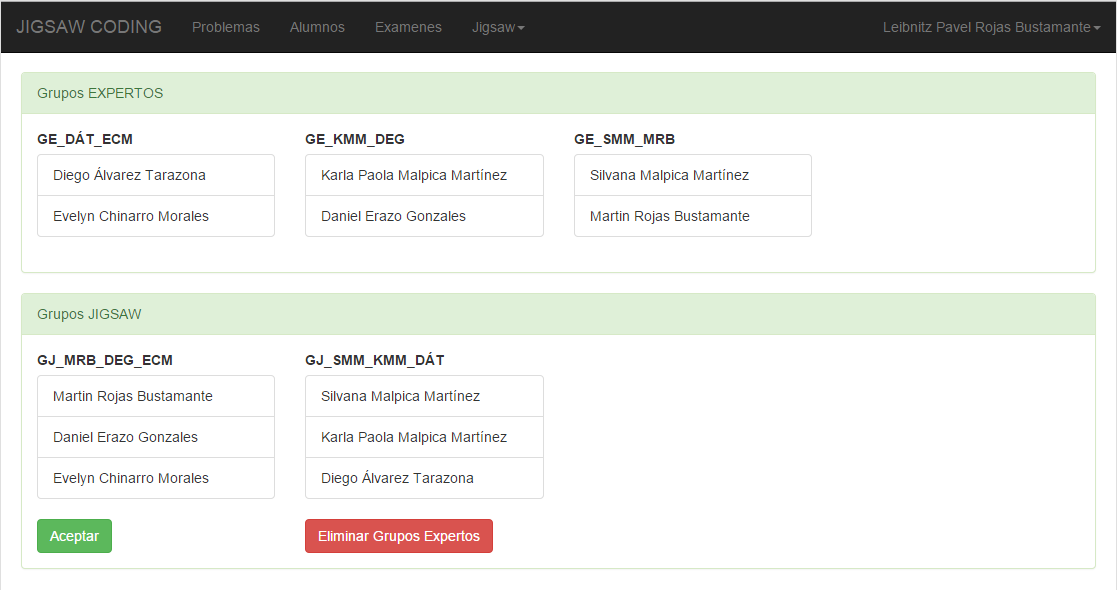 JIGSAW CODING Problemas Alumnos Examenes Jigsaw Leibnitz Pavel Rojas Bustamante
Grupos EXPERTOS
GE_DÁT_ECM GE_KMM_DEG GE_SMM_MRB
Diego Álvarez Tarazona Karla Paola Malpica Martínez Silvana Malpica Martínez
Evelyn Chinarro Morales Daniel Erazo Gonzales Martin Rojas Bustamante
Grupos JIGSAW
GJ_MRB_DEG_ECM GJ_SMM_KMM_DÁT
Martin Rojas Bustamante Silvana Malpica Martínez
Daniel Erazo Gonzales Karla Paola Malpica Martínez
Evelyn Chinarro Morales Diego Álvarez Tarazona
Aceptar Eliminar Grupos Expertos